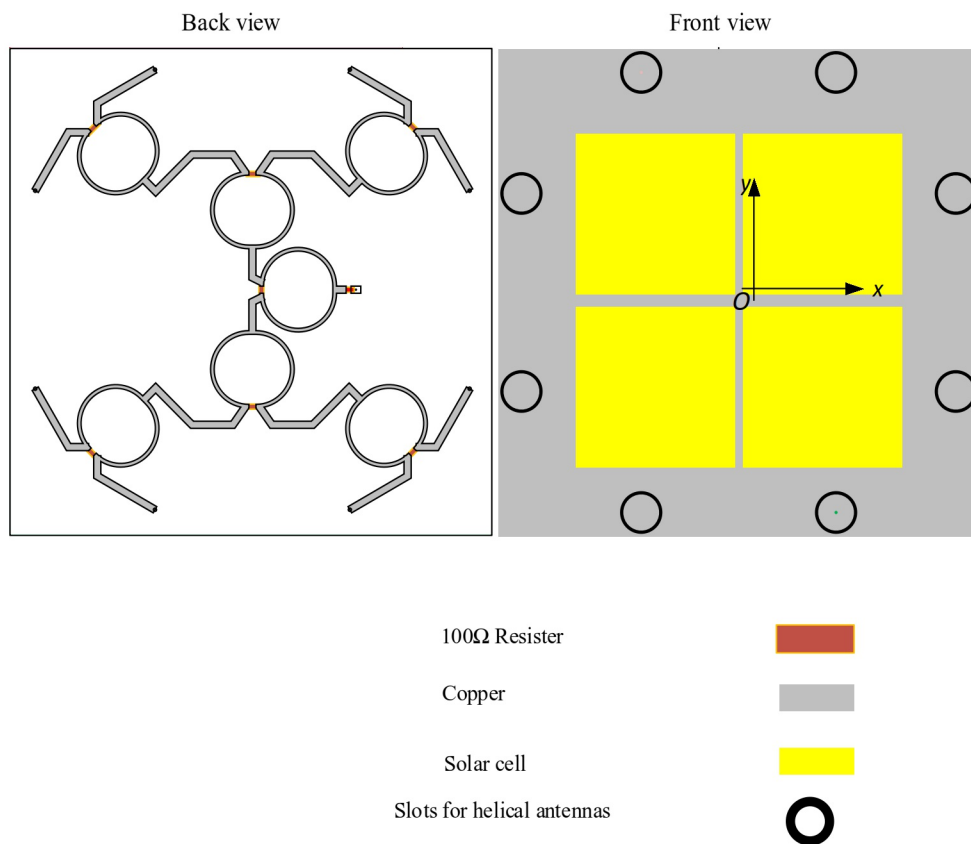 Back view
Front view
y
x
O
100Ω Resister
Copper
Solar cell
Slots for helical antennas